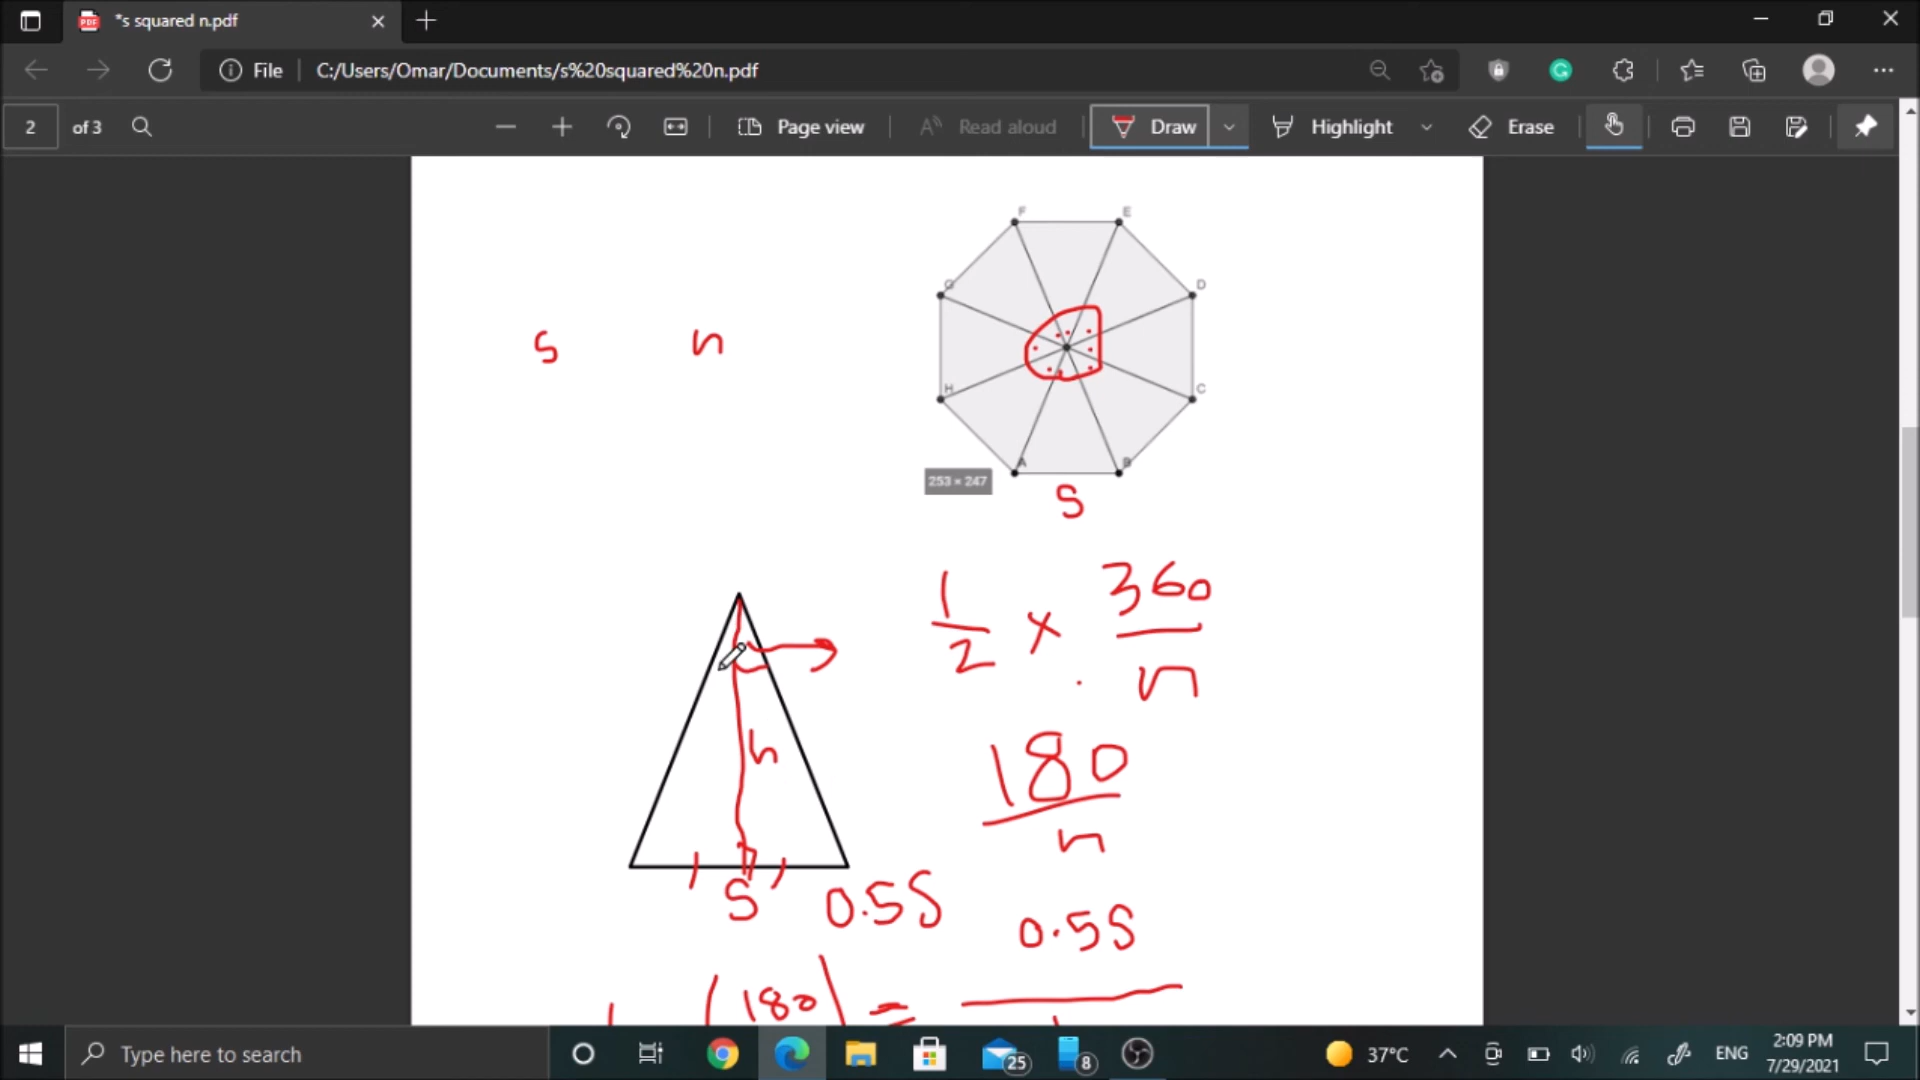 *s squared n.pdf
File C:/Users/Omar/Documents/s%20squared%20n.pdf
2 of 3 Page view Read aloud Draw Highlight Erase
F E
G D
s n
H C
A B
253 × 247
s
1/2 × 360/n
h
180/n
S 0.5S
0.5S
(180) =
Type here to search 25 8 37°C ENG 2:09 PM
7/29/2021